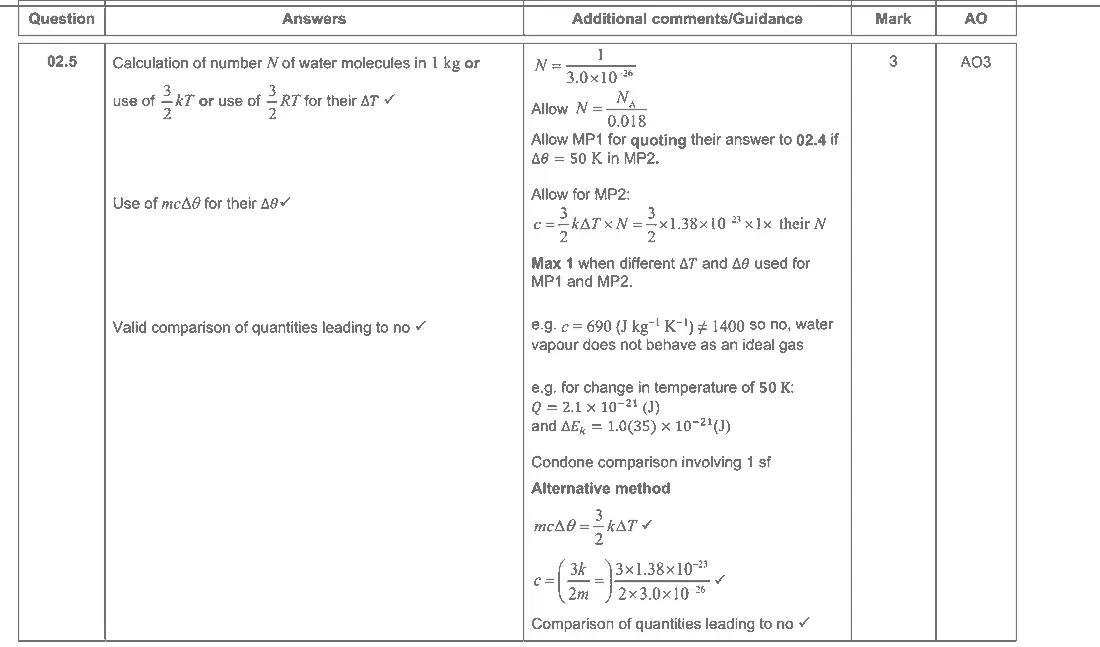 Question Answers Additional comments/Guidance Mark AO
02.5 Calculation of number N of water molecules in 1 kg or
use of 3/2 kT or use of 3/2 RT for their ΔT ✓
N = 1/(3.0×10⁻²⁶)
Allow N = N_A/0.018
Allow MP1 for quoting their answer to 02.4 if
Δθ = 50 K in MP2.
3 AO3
Use of mcΔθ for their Δθ✓
Allow for MP2:
c = 3/2 kΔT × N = 3/2 ×1.38×10⁻²³ ×1× their N
Max 1 when different ΔT and Δθ used for
MP1 and MP2.
Valid comparison of quantities leading to no ✓
e.g. c = 690 (J kg⁻¹ K⁻¹) ≠ 1400 so no, water
vapour does not behave as an ideal gas
e.g. for change in temperature of 50 K:
Q = 2.1 × 10⁻²¹ (J)
and ΔE_k = 1.0(35) × 10⁻²¹(J)
Condone comparison involving 1 sf
Alternative method
mcΔθ = 3/2 kΔT ✓
c = (3k/2m =) (3×1.38×10⁻²³)/(2×3.0×10⁻²⁶) ✓
Comparison of quantities leading to no ✓